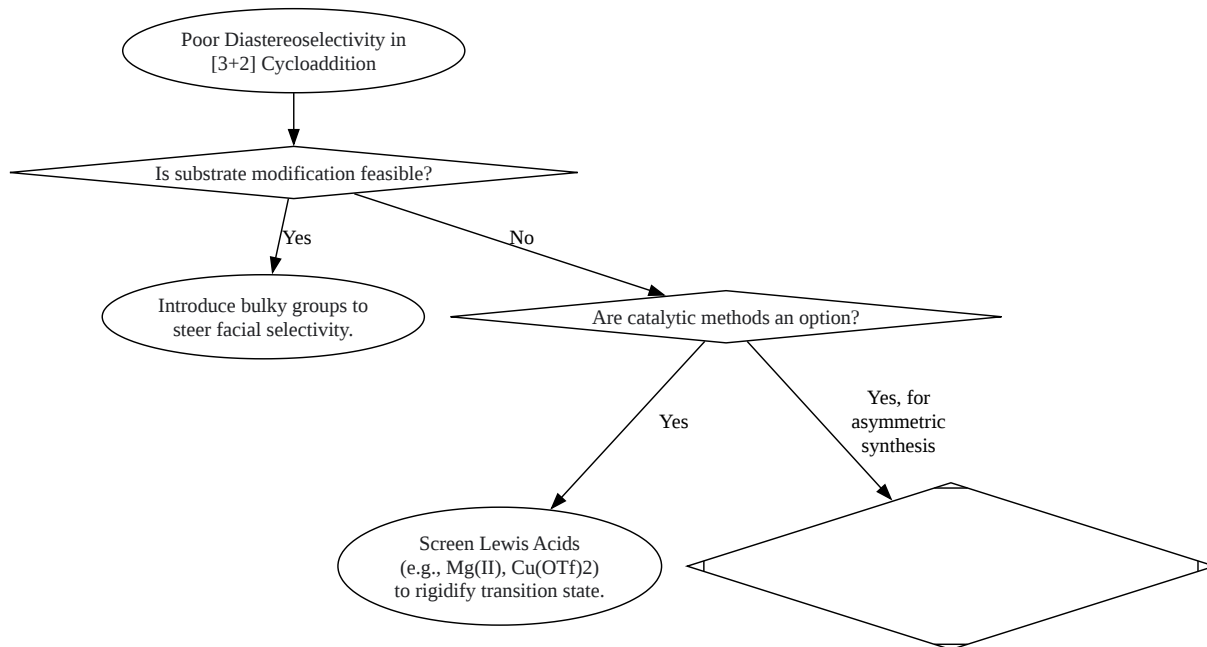 Poor Diastereoselectivity in
[3+2] Cycloaddition
Is substrate modification feasible?
Yes
No
Introduce bulky groups to
steer facial selectivity.
Are catalytic methods an option?
Yes
Yes, for
asymmetric
synthesis
Screen Lewis Acids
(e.g., Mg(II), Cu(OTf)2)
to rigidify transition state.